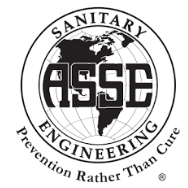 SANITARY
ASSE
ENGINEERING
Prevention Rather Than Cure
®